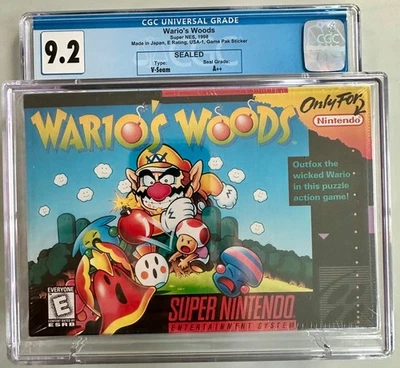 CGC UNIVERSAL GRADE
9.2
Wario's Woods
Super NES, 1998
Made in Japan, E Rating, USA-1, Game Pak Sticker
SEALED
Type:
V-Seam
Seal Grade:
A++
CGC
WARIO'S WOODS
Only For
Nintendo
Outfox the
wicked Wario
in this puzzle
action game!
EVERYONE
E
ESRB
SUPER NINTENDO
ENTERTAINMENT SYSTEM